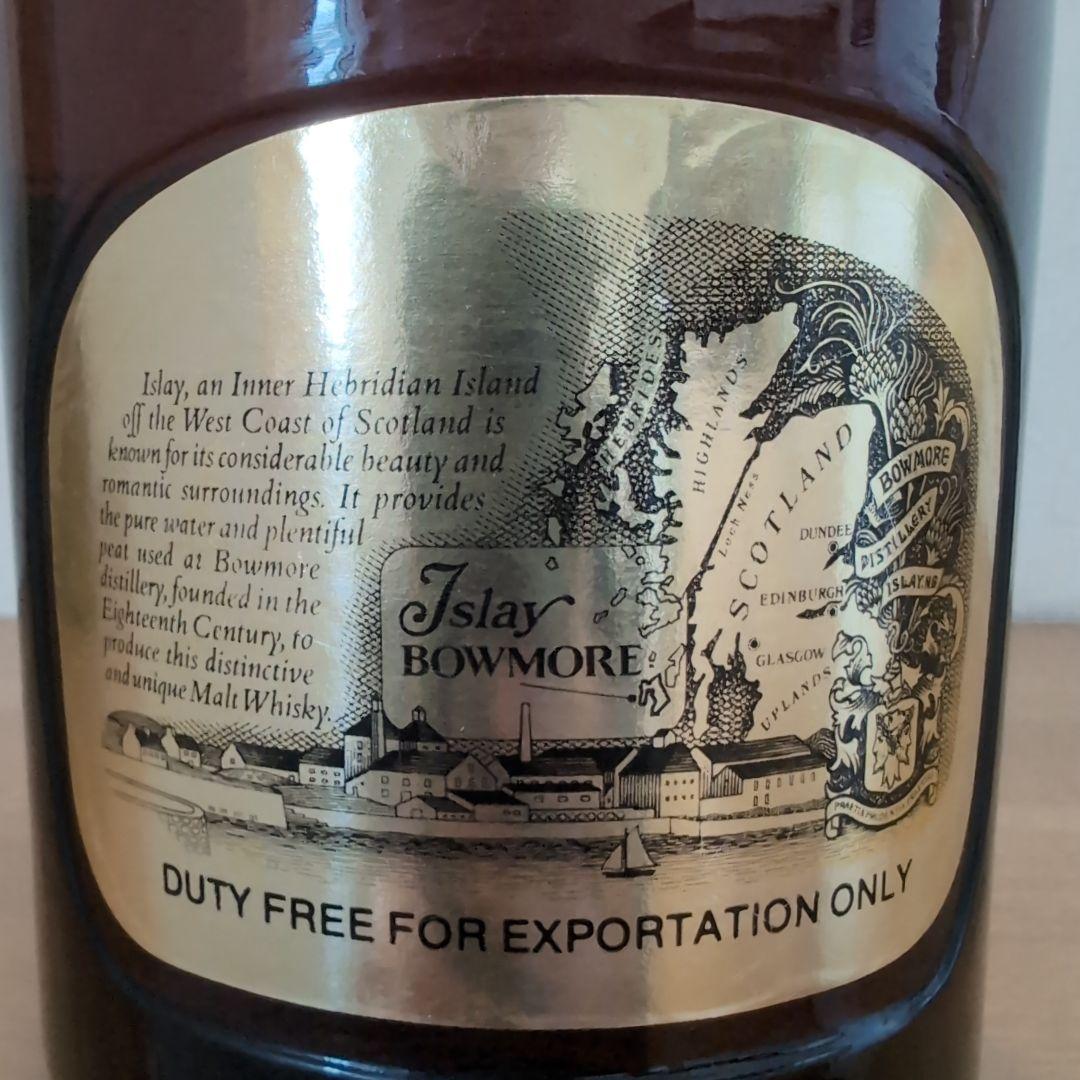 Islay, an Inner Hebridian Island
off the West Coast of Scotland is
known for its considerable beauty and
romantic surroundings. It provides
the pure water and plentiful
peat used at Bowmore
distillery, founded in the
Eighteenth Century, to
produce this distinctive
and unique Malt Whisky.
Islay
BOWMORE
HEBRIDES
HIGHLANDS
Loch Ness
SCOTLAND
DUNDEE
EDINBURGH
GLASGOW
UPLANDS
BOWMORE
DISTILLERY
ISLAY, NB
DUTY FREE FOR EXPORTATION ONLY